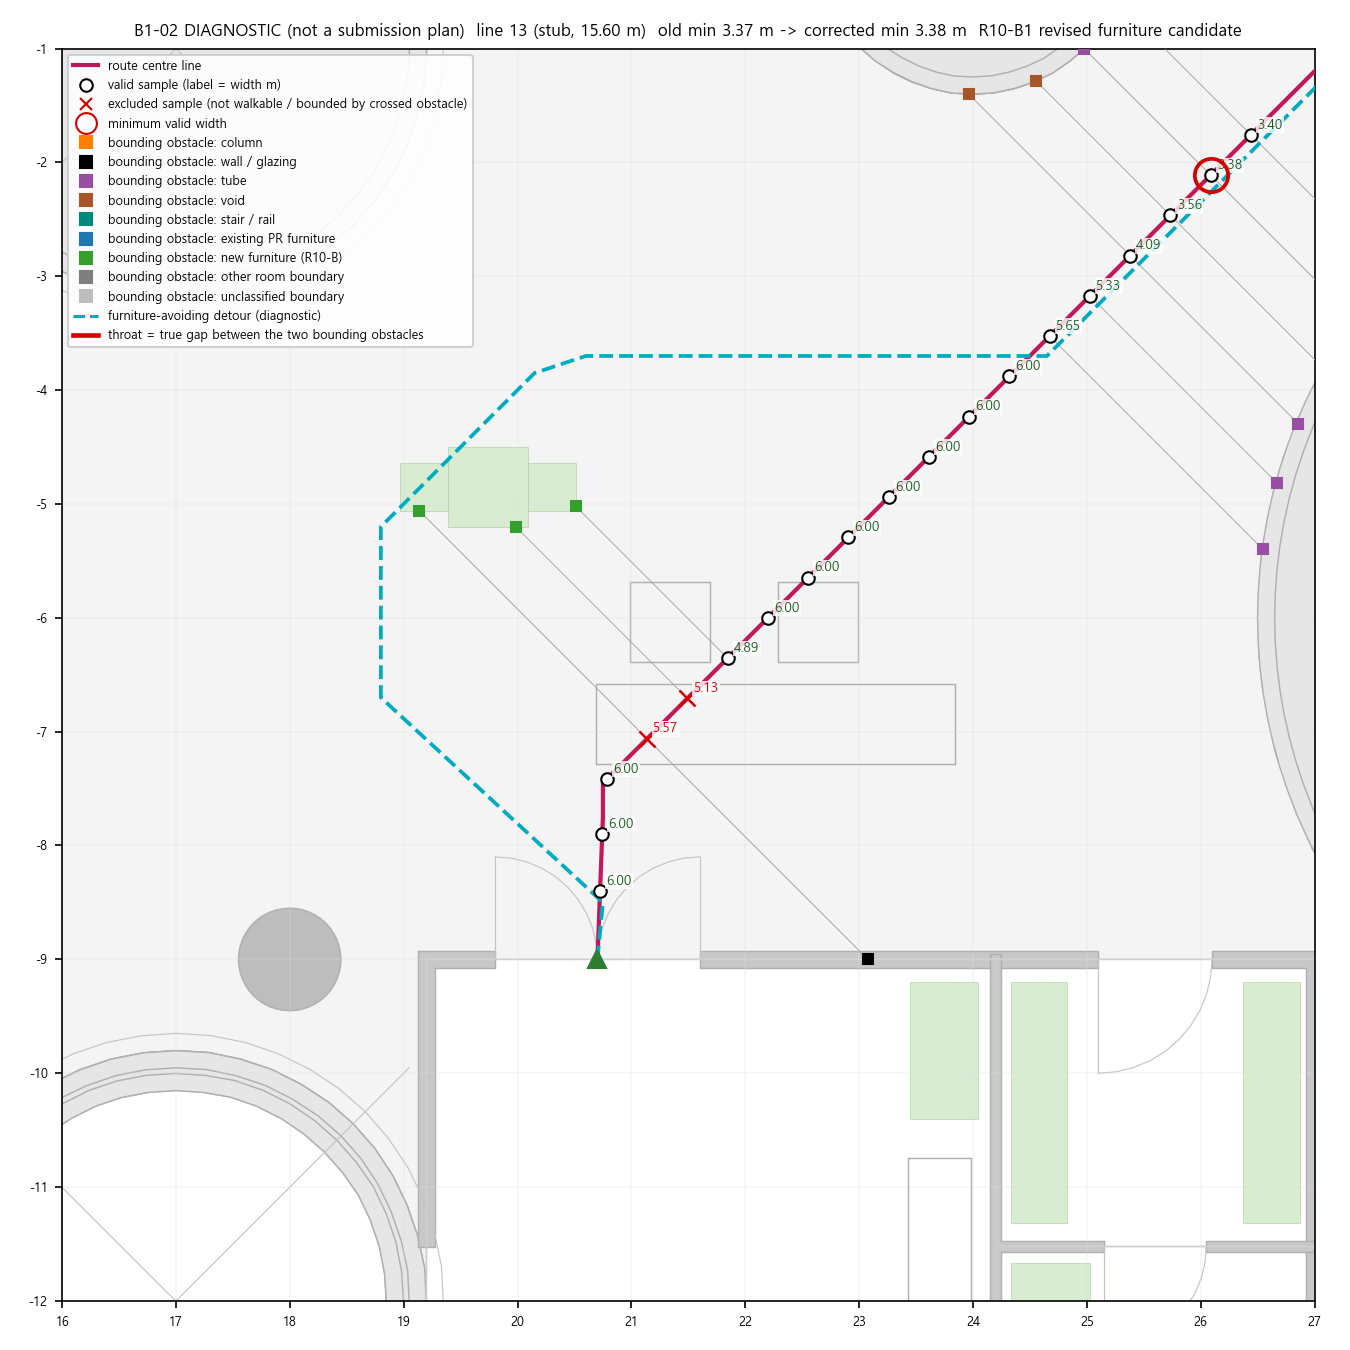 B1-02 DIAGNOSTIC (not a submission plan)  line 13 (stub, 15.60 m)  old min 3.37 m -> corrected min 3.38 m  R10-B1 revised furniture candidate
route centre line
valid sample (label = width m)
excluded sample (not walkable / bounded by crossed obstacle)
minimum valid width
bounding obstacle: column
bounding obstacle: wall / glazing
bounding obstacle: tube
bounding obstacle: void
bounding obstacle: stair / rail
bounding obstacle: existing PR furniture
bounding obstacle: new furniture (R10-B)
bounding obstacle: other room boundary
bounding obstacle: unclassified boundary
furniture-avoiding detour (diagnostic)
throat = true gap between the two bounding obstacles
3.40
3.38
3.56
4.09
5.33
5.65
6.00
6.00
6.00
6.00
6.00
6.00
6.00
4.89
5.13
5.57
6.00
6.00
6.00
-1
-2
-3
-4
-5
-6
-7
-8
-9
-10
-11
-12
16 17 18 19 20 21 22 23 24 25 26 27